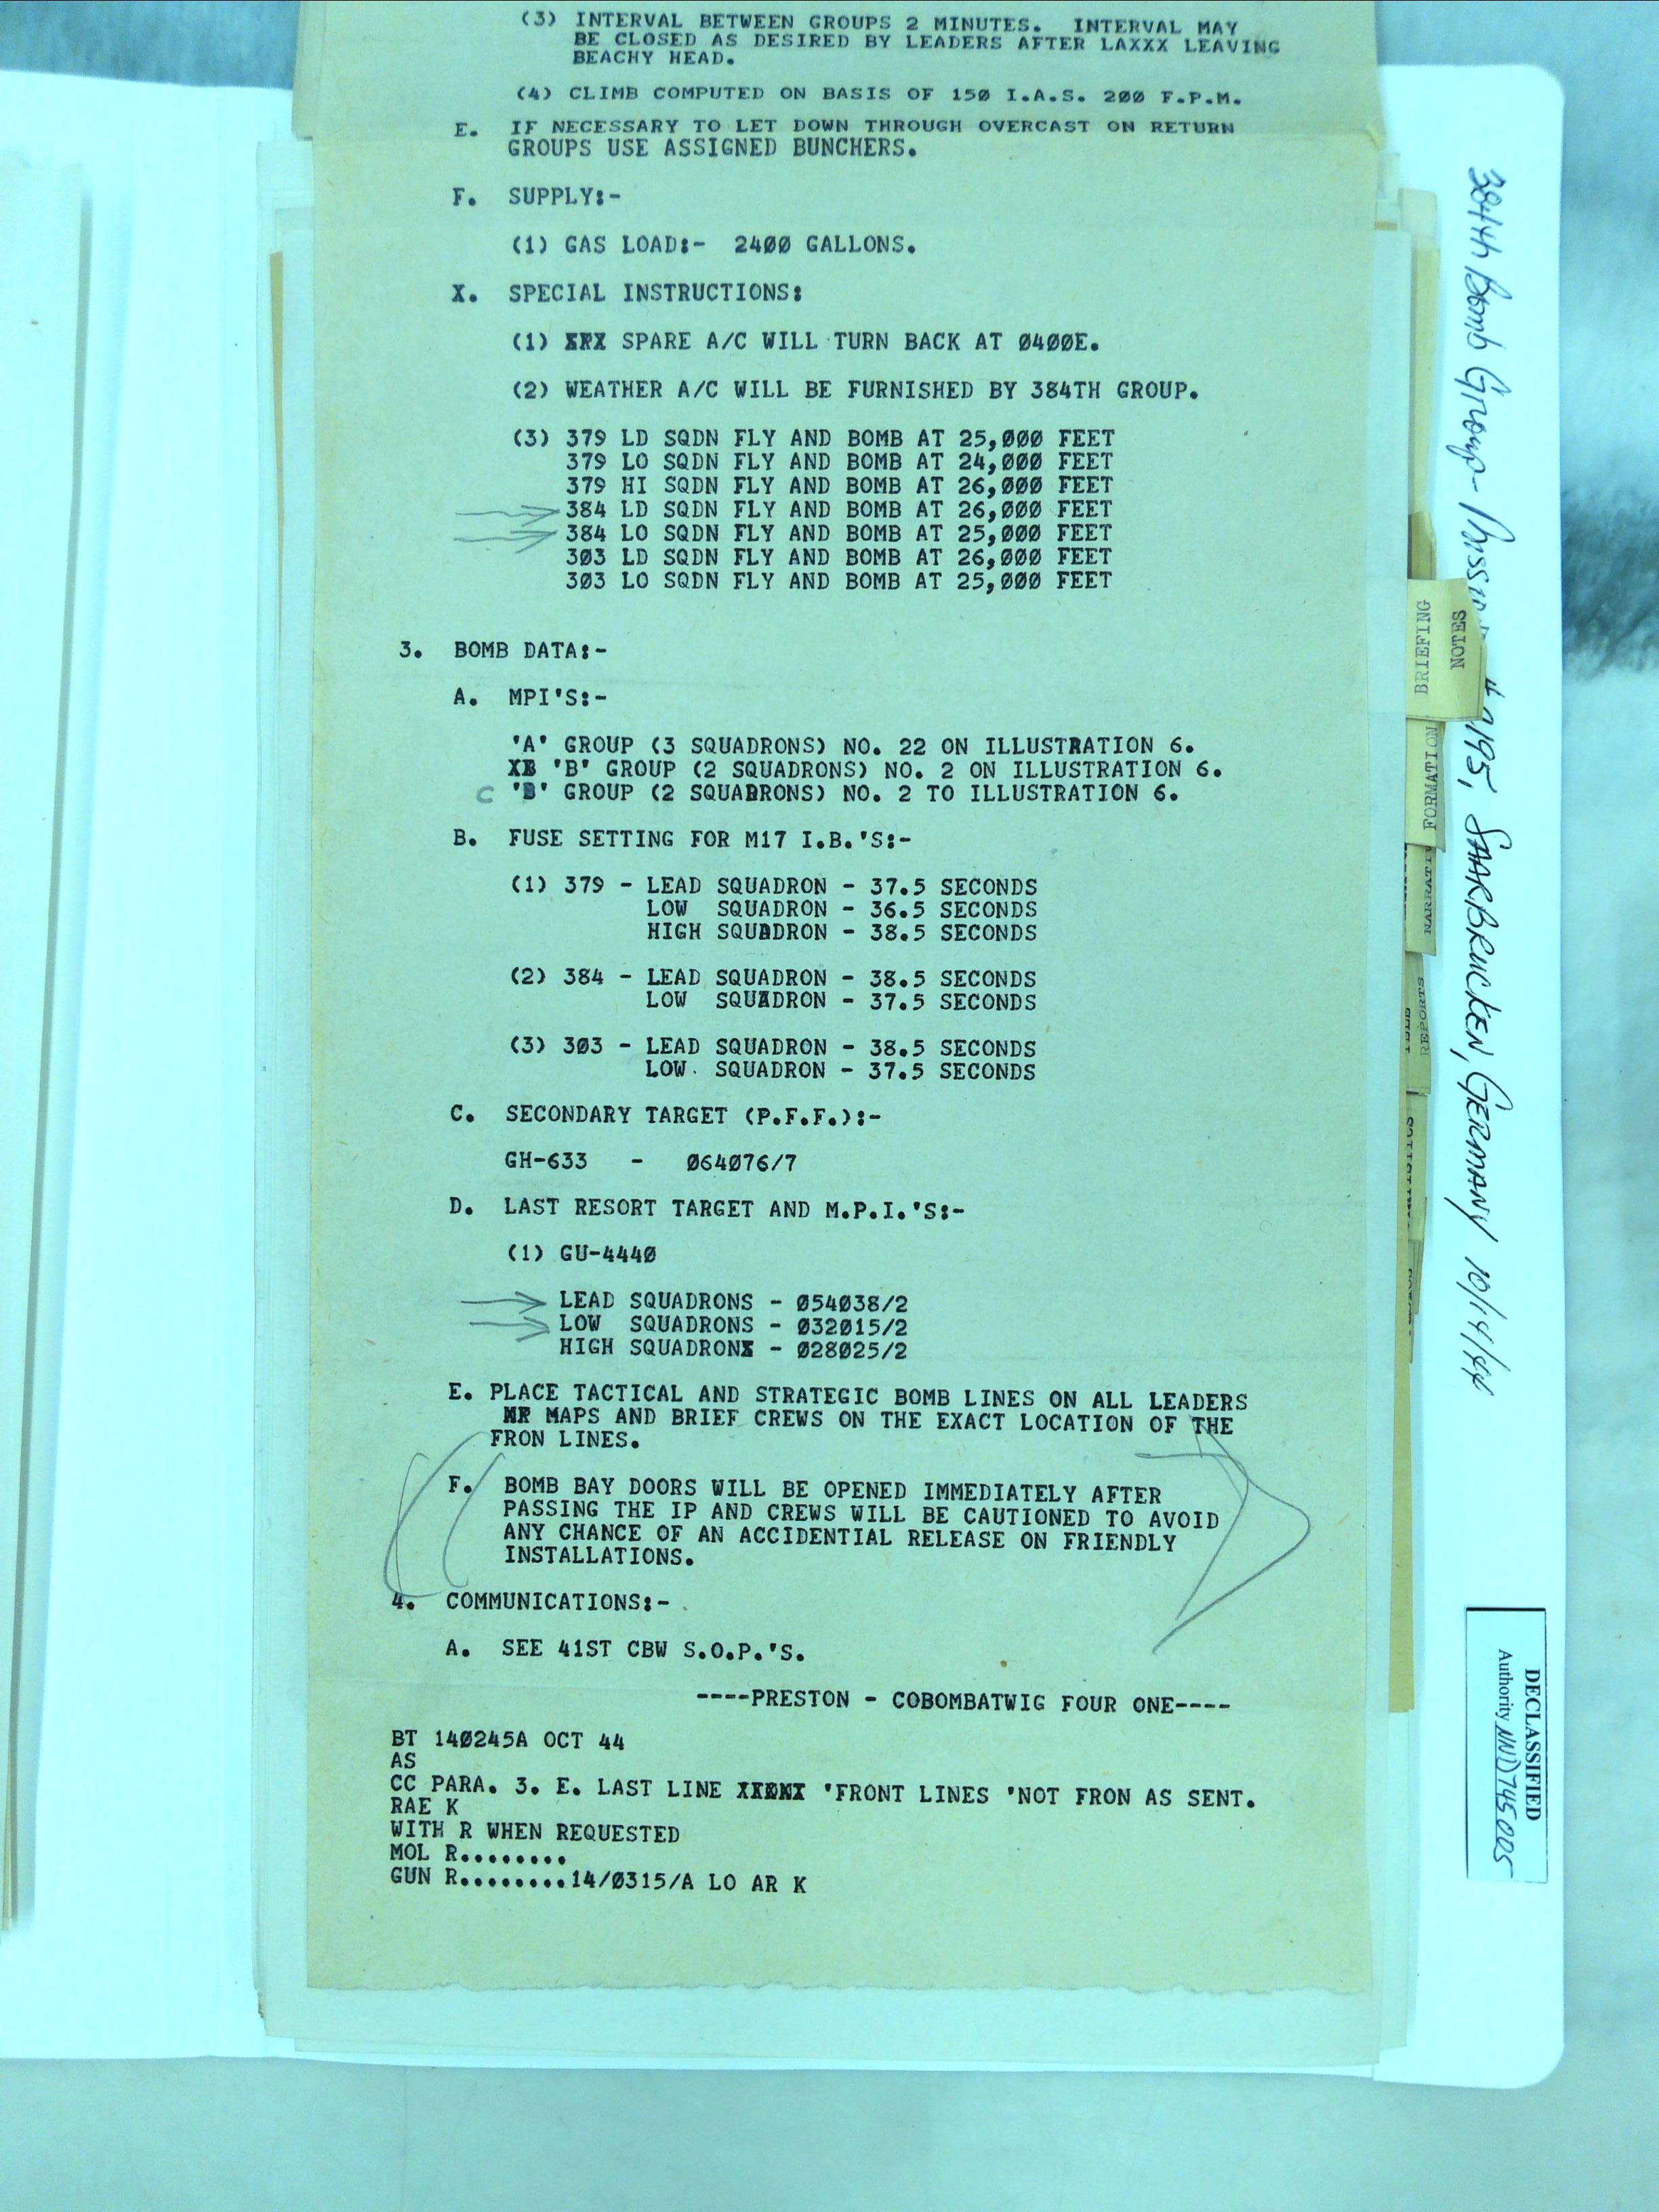 (3) INTERVAL BETWEEN GROUPS 2 MINUTES. INTERVAL MAY
BE CLOSED AS DESIRED BY LEADERS AFTER LAXXX LEAVING
BEACHY HEAD.
(4) CLIMB COMPUTED ON BASIS OF 150 I.A.S. 200 F.P.M.
E. IF NECESSARY TO LET DOWN THROUGH OVERCAST ON RETURN
GROUPS USE ASSIGNED BUNCHERS.
F. SUPPLY:-
(1) GAS LOAD:- 2400 GALLONS.
X. SPECIAL INSTRUCTIONS:
(1) SPARE A/C WILL TURN BACK AT 0400E.
(2) WEATHER A/C WILL BE FURNISHED BY 384TH GROUP.
(3) 379 LD SQDN FLY AND BOMB AT 25,000 FEET
379 LO SQDN FLY AND BOMB AT 24,000 FEET
379 HI SQDN FLY AND BOMB AT 26,000 FEET
384 LD SQDN FLY AND BOMB AT 26,000 FEET
384 LO SQDN FLY AND BOMB AT 25,000 FEET
303 LD SQDN FLY AND BOMB AT 26,000 FEET
303 LO SQDN FLY AND BOMB AT 25,000 FEET
3. BOMB DATA:-
A. MPI'S:-
'A' GROUP (3 SQUADRONS) NO. 22 ON ILLUSTRATION 6.
'B' GROUP (2 SQUADRONS) NO. 2 ON ILLUSTRATION 6.
C 'B' GROUP (2 SQUADRONS) NO. 2 TO ILLUSTRATION 6.
B. FUSE SETTING FOR M17 I.B.'S:-
(1) 379 - LEAD SQUADRON - 37.5 SECONDS
LOW SQUADRON - 36.5 SECONDS
HIGH SQUADRON - 38.5 SECONDS
(2) 384 - LEAD SQUADRON - 38.5 SECONDS
LOW SQUADRON - 37.5 SECONDS
(3) 303 - LEAD SQUADRON - 38.5 SECONDS
LOW. SQUADRON - 37.5 SECONDS
C. SECONDARY TARGET (P.F.F.):-
GH-633 - 064076/7
D. LAST RESORT TARGET AND M.P.I.'S:-
(1) GU-4440
LEAD SQUADRONS - 054038/2
LOW SQUADRONS - 032015/2
HIGH SQUADRON - 028025/2
E. PLACE TACTICAL AND STRATEGIC BOMB LINES ON ALL LEADERS
MAPS AND BRIEF CREWS ON THE EXACT LOCATION OF THE
FRON LINES.
F. BOMB BAY DOORS WILL BE OPENED IMMEDIATELY AFTER
PASSING THE IP AND CREWS WILL BE CAUTIONED TO AVOID
ANY CHANCE OF AN ACCIDENTIAL RELEASE ON FRIENDLY
INSTALLATIONS.
4. COMMUNICATIONS:-
A. SEE 41ST CBW S.O.P.'S.
----PRESTON - COBOMBATWIG FOUR ONE----
BT 140245A OCT 44
AS
CC PARA. 3. E. LAST LINE 'FRONT LINES 'NOT FRON AS SENT.
RAE K
WITH R WHEN REQUESTED
MOL R........
GUN R........14/0315/A LO AR K
BRIEFING
NOTES
FORMATION
REPORTS
384th Bomb Group - SAARBRUCKEN, GERMANY 10/14/44
DECLASSIFIED
Authority NND 745005